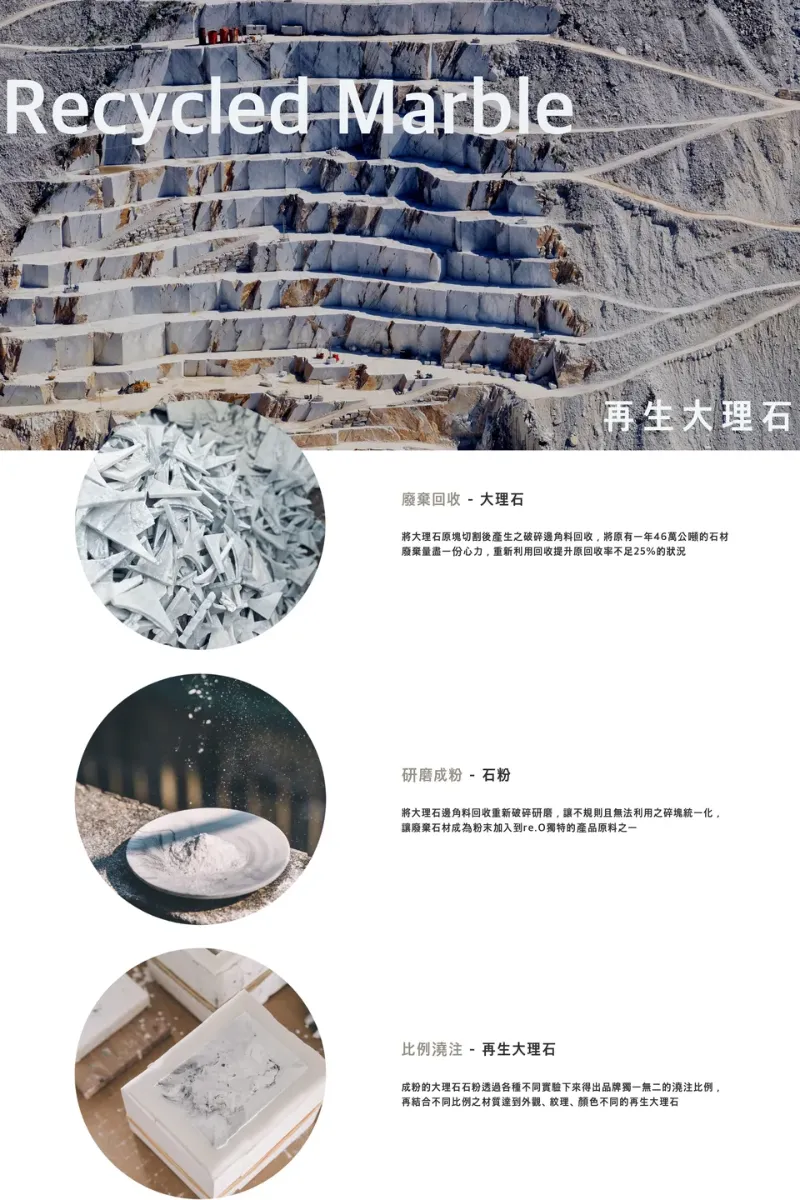 Recycled Marble
再生大理石
廢棄回收 - 大理石
將大理石原塊切割後產生之破碎邊角料回收，將原有一年46萬公噸的石材
廢棄量盡一份心力，重新利用回收提升原回收率不足25%的狀況
研磨成粉 - 石粉
將大理石邊角料回收重新破碎研磨，讓不規則且無法利用之碎塊統一化，
讓廢棄石材成為粉末加入到re.O獨特的產品原料之一
比例澆注 - 再生大理石
成粉的大理石石粉透過各種不同實驗下來得出品牌獨一無二的澆注比例，
再結合不同比例之材質達到外觀、紋理、顏色不同的再生大理石